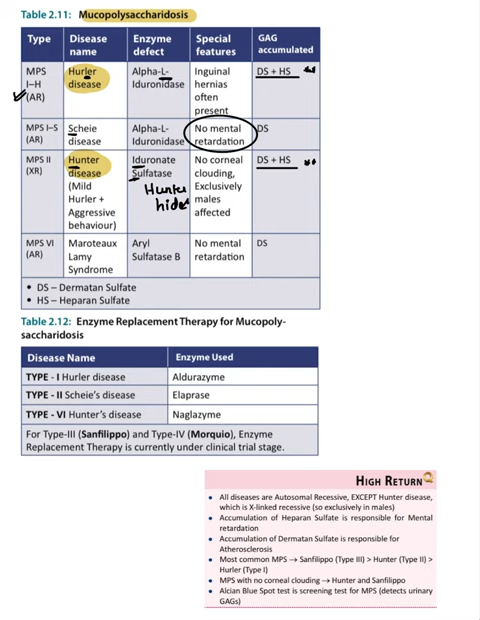 Table 2.11: Mucopolysaccharidosis
Type Disease name Enzyme defect Special features GAG accumulated
MPS I–H (AR) Hurler disease Alpha-L-Iduronidase Inguinal hernias often present DS + HS
MPS I–S (AR) Scheie disease Alpha-L-Iduronidase No mental retardation DS
MPS II (XR) Hunter disease (Mild Hurler + Aggressive behaviour) Iduronate Sulfatase No corneal clouding, Exclusively males affected DS + HS
Hunter
hides
MPS VI (AR) Maroteaux Lamy Syndrome Aryl Sulfatase B No mental retardation DS
• DS – Dermatan Sulfate
• HS – Heparan Sulfate
Table 2.12: Enzyme Replacement Therapy for Mucopoly-
saccharidosis
Disease Name Enzyme Used
TYPE - I Hurler disease Aldurazyme
TYPE - II Scheie's disease Elaprase
TYPE - VI Hunter's disease Naglazyme
For Type-III (Sanfilippo) and Type-IV (Morquio), Enzyme
Replacement Therapy is currently under clinical trial stage.
HIGH RETURN
• All diseases are Autosomal Recessive, EXCEPT Hunter disease,
which is X-linked recessive (so exclusively in males)
• Accumulation of Heparan Sulfate is responsible for Mental
retardation
• Accumulation of Dermatan Sulfate is responsible for
Atherosclerosis
• Most common MPS → Sanfilippo (Type III) > Hunter (Type II) >
Hurler (Type I)
• MPS with no corneal clouding → Hunter and Sanfilippo
• Alcian Blue Spot test is screening test for MPS (detects urinary
GAGs)